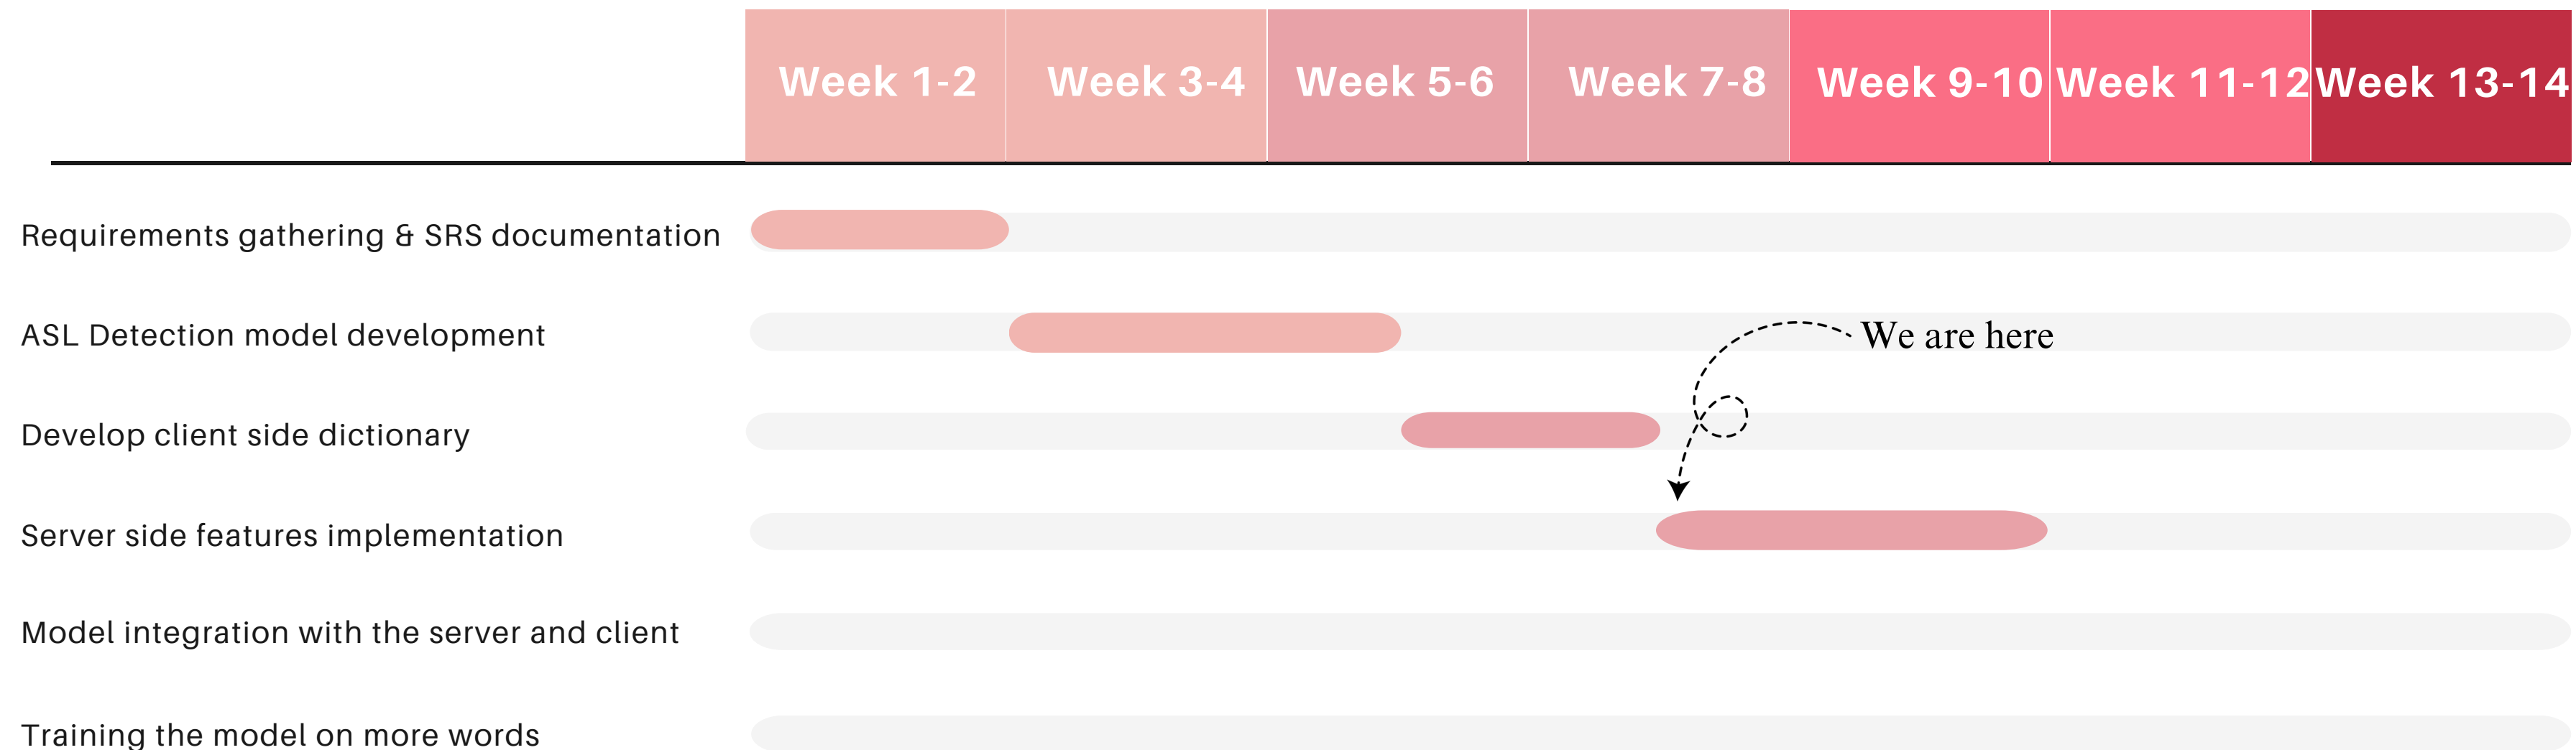 Week 1-2 Week 3-4 Week 5-6 Week 7-8 Week 9-10 Week 11-12 Week 13-14
Requirements gathering & SRS documentation
ASL Detection model development
We are here
Develop client side dictionary
Server side features implementation
Model integration with the server and client
Training the model on more words